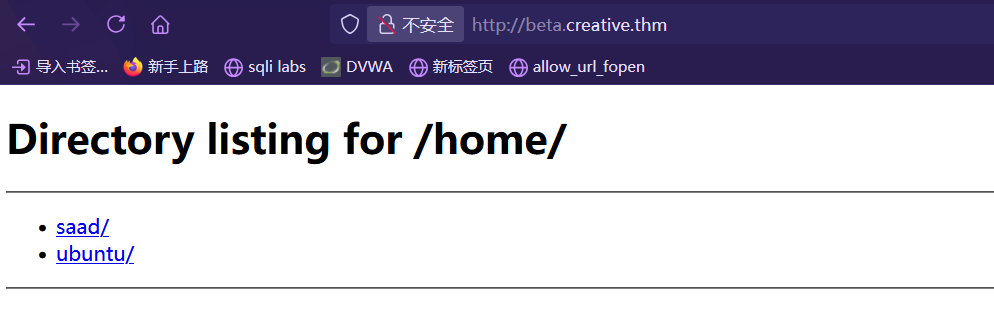 不安全 http://beta.creative.thm
导入书签... 新手上路 sqli labs DVWA 新标签页 allow_url_fopen
Directory listing for /home/
saad/
ubuntu/